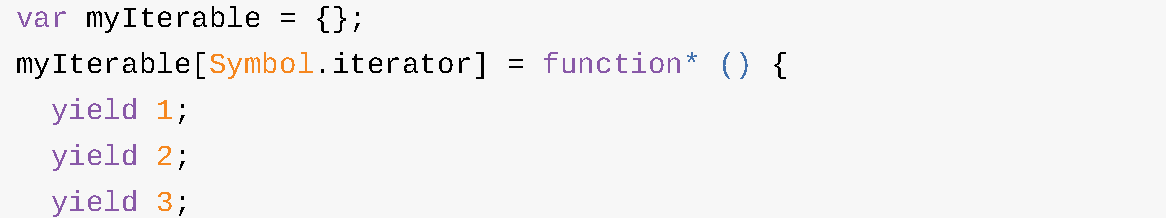 var myIterable = {};
myIterable[Symbol.iterator] = function* () {
  yield 1;
  yield 2;
  yield 3;